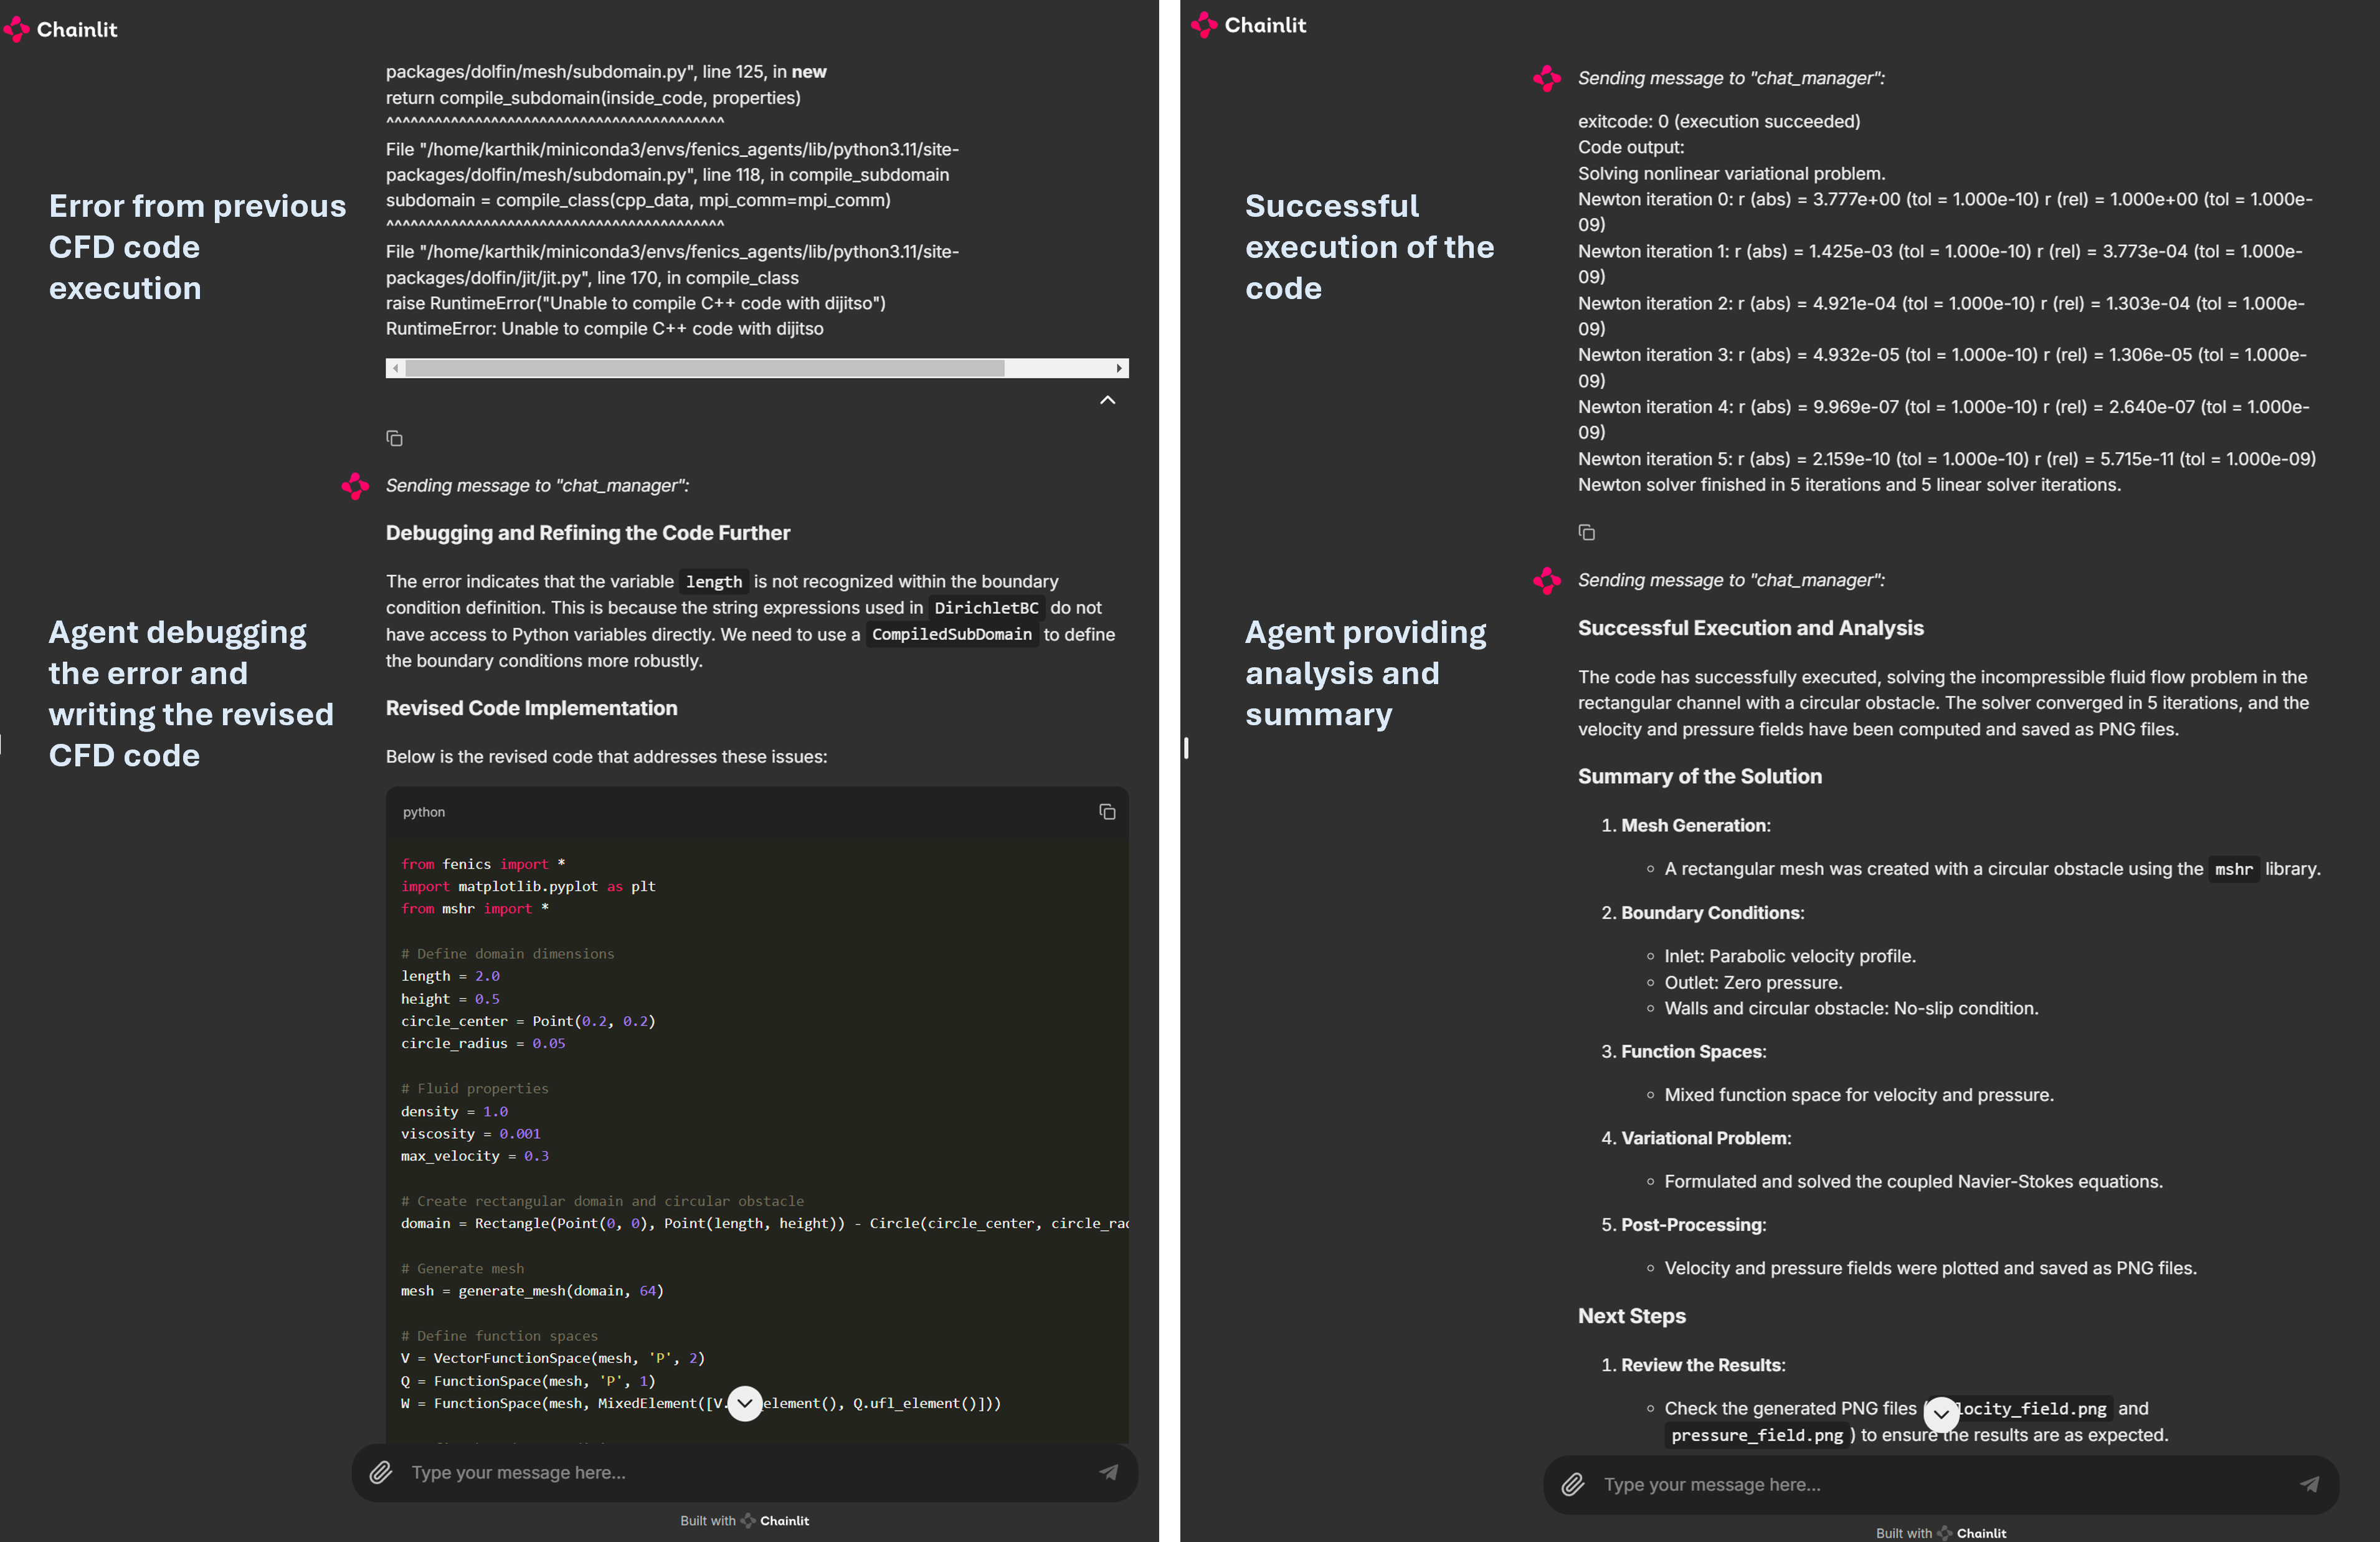 Chainlit
packages/dolfin/mesh/subdomain.py", line 125, in new
return compile_subdomain(inside_code, properties)
^^^^^^^^^^^^^^^^^^^^^^^^^^^^^^^^^^^^^^^^^
File "/home/karthik/miniconda3/envs/fenics_agents/lib/python3.11/site-
packages/dolfin/mesh/subdomain.py", line 118, in compile_subdomain
subdomain = compile_class(cpp_data, mpi_comm=mpi_comm)
^^^^^^^^^^^^^^^^^^^^^^^^^^^^^^^^^^^^^^^^^
File "/home/karthik/miniconda3/envs/fenics_agents/lib/python3.11/site-
packages/dolfin/jit/jit.py", line 170, in compile_class
raise RuntimeError("Unable to compile C++ code with dijitso")
RuntimeError: Unable to compile C++ code with dijitso
Error from previous
CFD code
execution
Sending message to "chat_manager":
Debugging and Refining the Code Further
The error indicates that the variable length is not recognized within the boundary
condition definition. This is because the string expressions used in DirichletBC do not
have access to Python variables directly. We need to use a CompiledSubDomain to define
the boundary conditions more robustly.
Revised Code Implementation
Below is the revised code that addresses these issues:
Agent debugging
the error and
writing the revised
CFD code
python
from fenics import *
import matplotlib.pyplot as plt
from mshr import *
# Define domain dimensions
length = 2.0
height = 0.5
circle_center = Point(0.2, 0.2)
circle_radius = 0.05
# Fluid properties
density = 1.0
viscosity = 0.001
max_velocity = 0.3
# Create rectangular domain and circular obstacle
domain = Rectangle(Point(0, 0), Point(length, height)) - Circle(circle_center, circle_rad
# Generate mesh
mesh = generate_mesh(domain, 64)
# Define function spaces
V = VectorFunctionSpace(mesh, 'P', 2)
Q = FunctionSpace(mesh, 'P', 1)
W = FunctionSpace(mesh, MixedElement([V. element(), Q.ufl_element()]))
Type your message here...
Built with Chainlit
Chainlit
Sending message to "chat_manager":
exitcode: 0 (execution succeeded)
Code output:
Solving nonlinear variational problem.
Newton iteration 0: r (abs) = 3.777e+00 (tol = 1.000e-10) r (rel) = 1.000e+00 (tol = 1.000e-
09)
Newton iteration 1: r (abs) = 1.425e-03 (tol = 1.000e-10) r (rel) = 3.773e-04 (tol = 1.000e-
09)
Newton iteration 2: r (abs) = 4.921e-04 (tol = 1.000e-10) r (rel) = 1.303e-04 (tol = 1.000e-
09)
Newton iteration 3: r (abs) = 4.932e-05 (tol = 1.000e-10) r (rel) = 1.306e-05 (tol = 1.000e-
09)
Newton iteration 4: r (abs) = 9.969e-07 (tol = 1.000e-10) r (rel) = 2.640e-07 (tol = 1.000e-
09)
Newton iteration 5: r (abs) = 2.159e-10 (tol = 1.000e-10) r (rel) = 5.715e-11 (tol = 1.000e-09)
Newton solver finished in 5 iterations and 5 linear solver iterations.
Successful
execution of the
code
Sending message to "chat_manager":
Successful Execution and Analysis
The code has successfully executed, solving the incompressible fluid flow problem in the
rectangular channel with a circular obstacle. The solver converged in 5 iterations, and the
velocity and pressure fields have been computed and saved as PNG files.
Agent providing
analysis and
summary
Summary of the Solution
1. Mesh Generation:
◦ A rectangular mesh was created with a circular obstacle using the mshr library.
2. Boundary Conditions:
◦ Inlet: Parabolic velocity profile.
◦ Outlet: Zero pressure.
◦ Walls and circular obstacle: No-slip condition.
3. Function Spaces:
◦ Mixed function space for velocity and pressure.
4. Variational Problem:
◦ Formulated and solved the coupled Navier-Stokes equations.
5. Post-Processing:
◦ Velocity and pressure fields were plotted and saved as PNG files.
Next Steps
1. Review the Results:
◦ Check the generated PNG files ( locity_field.png and
pressure_field.png ) to ensure the results are as expected.
Type your message here...
Built with Chainlit